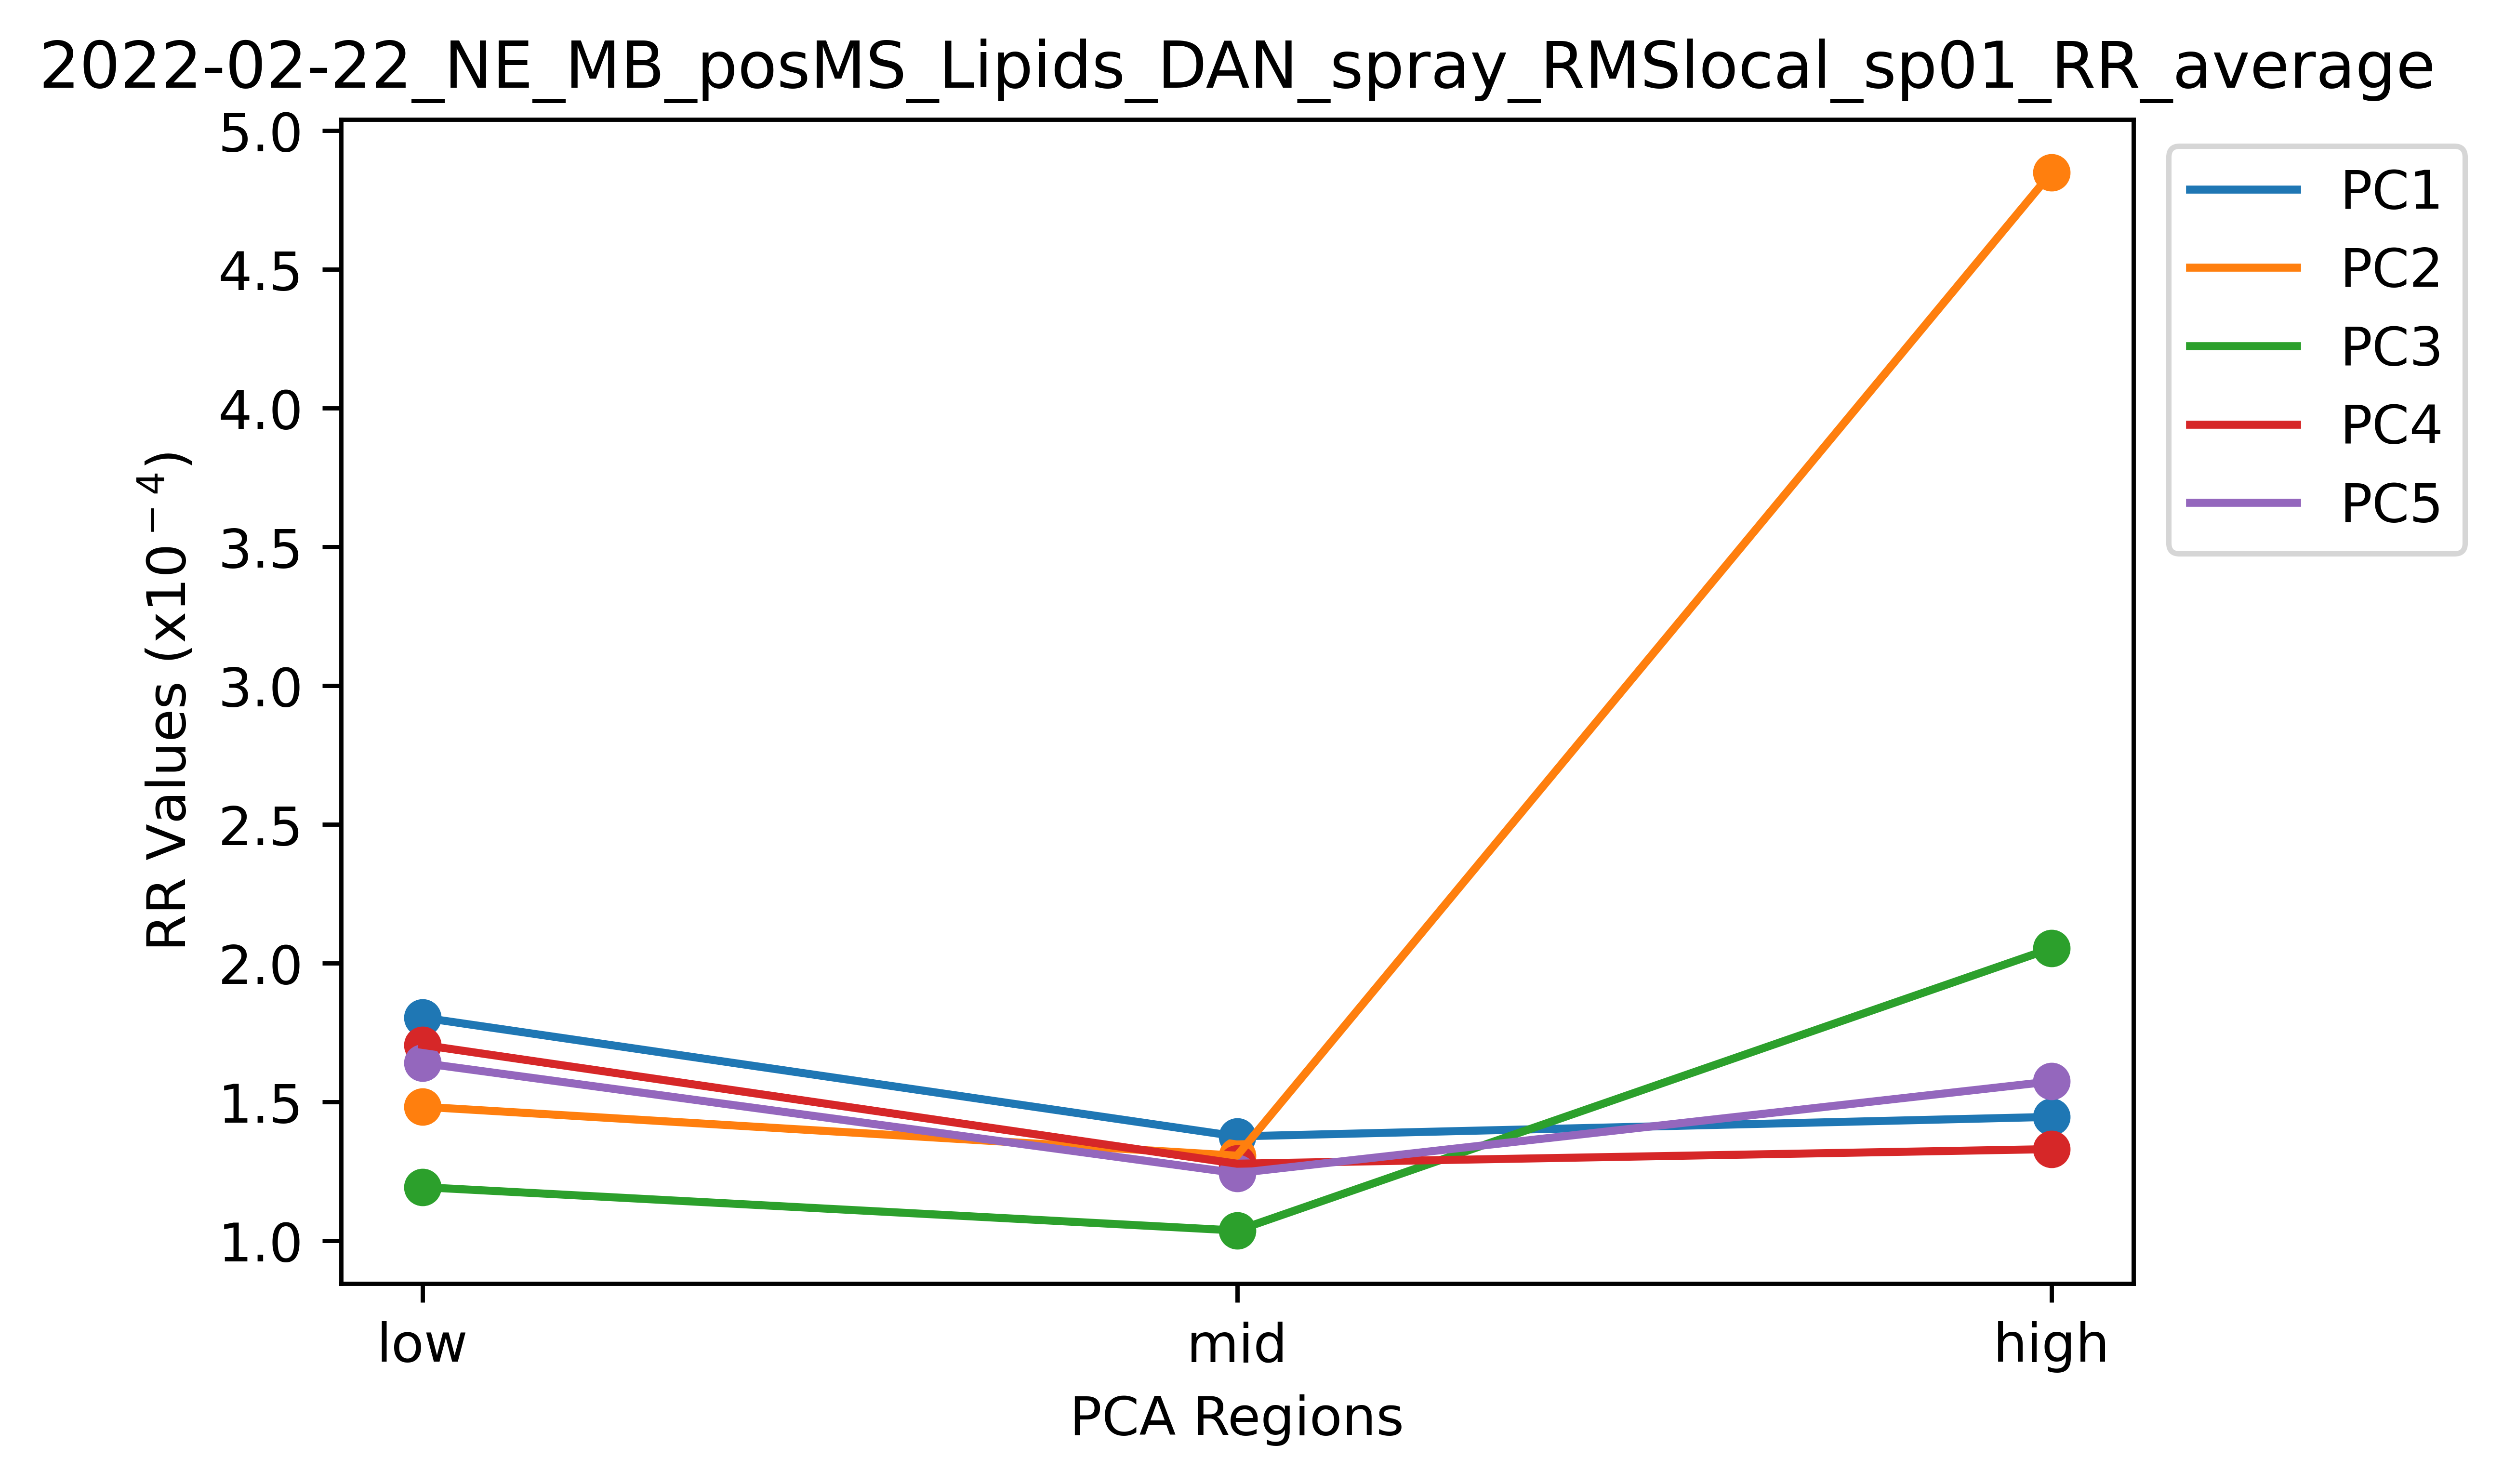 2022-02-22_NE_MB_posMS_Lipids_DAN_spray_RMSlocal_sp01_RR_average
RR Values (x10⁻⁴)
5.0
4.5
4.0
3.5
3.0
2.5
2.0
1.5
1.0
low
mid
high
PCA Regions
PC1
PC2
PC3
PC4
PC5